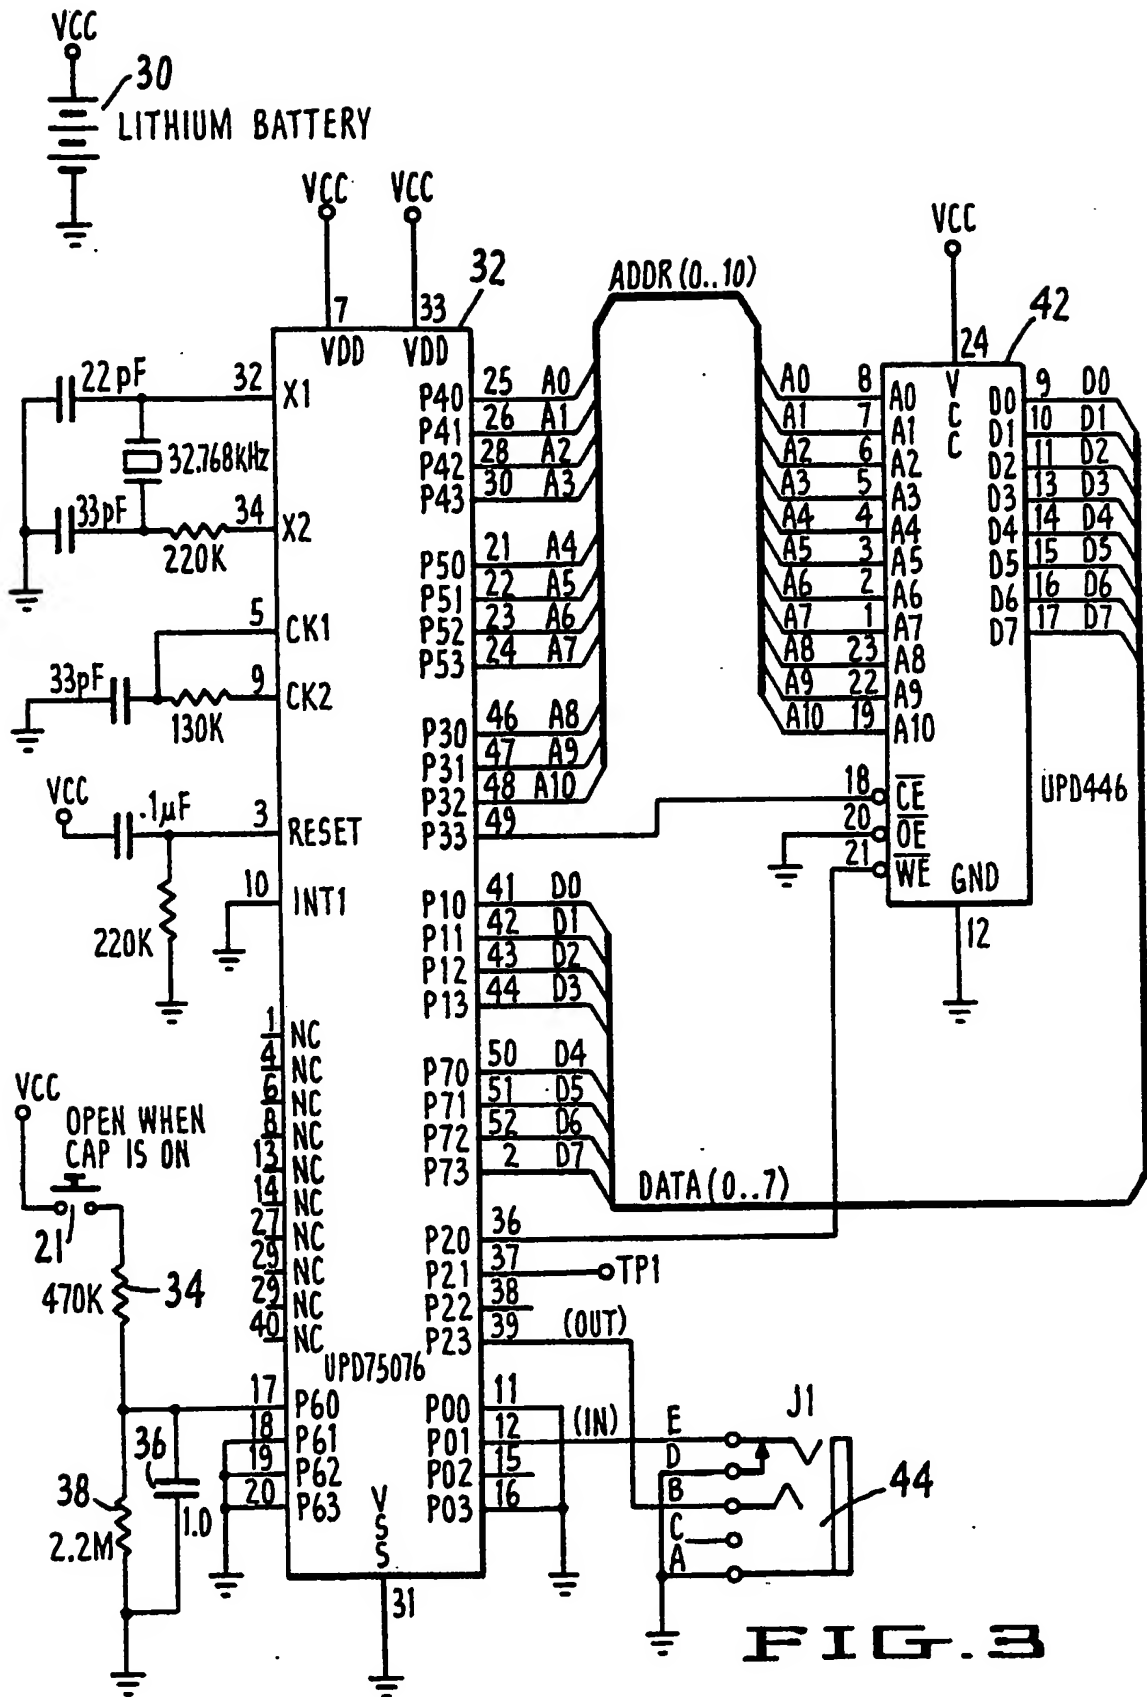 VCC
30
LITHIUM BATTERY
VCC VCC
7 33 32
VDD VDD
22pF 32 X1
32.768KHz
33pF 34 X2
220K
5 CK1
33pF 9 CK2
130K
VCC .1µF 3 RESET
10 INT1
220K
1 NC
4 NC
6 NC
8 NC
13 NC
14 NC
27 NC
29 NC
29 NC
40 NC
VCC
OPEN WHEN
CAP IS ON
21
470K 34
UPD75076
17 P60
18 P61
19 P62
20 P63
36
38
1.0
2.2M
VSS
31
P40 25 A0
P41 26 A1
P42 28 A2
P43 30 A3
P50 21 A4
P51 22 A5
P52 23 A6
P53 24 A7
P30 46 A8
P31 47 A9
P32 48 A10
P33 49
P10 41 D0
P11 42 D1
P12 43 D2
P13 44 D3
P70 50 D4
P71 51 D5
P72 52 D6
P73 2 D7
P20 36
P21 37 TP1
P22 38
P23 39 (OUT)
P00 11
P01 12 (IN)
P02 15
P03 16
ADDR (0..10)
DATA (0..7)
VCC
24 42
VCC
A0 8 A0
A1 7 A1
A2 6 A2
A3 5 A3
A4 4 A4
A5 3 A5
A6 2 A6
A7 1 A7
A8 23 A8
A9 22 A9
A10 19 A10
18 CE
20 OE
21 WE
GND
12
D0 9 D0
D1 10 D1
D2 11 D2
D3 13 D3
D4 14 D4
D5 15 D5
D6 16 D6
D7 17 D7
UPD446
J1
E
D
B
C
A
44
FIG. 3